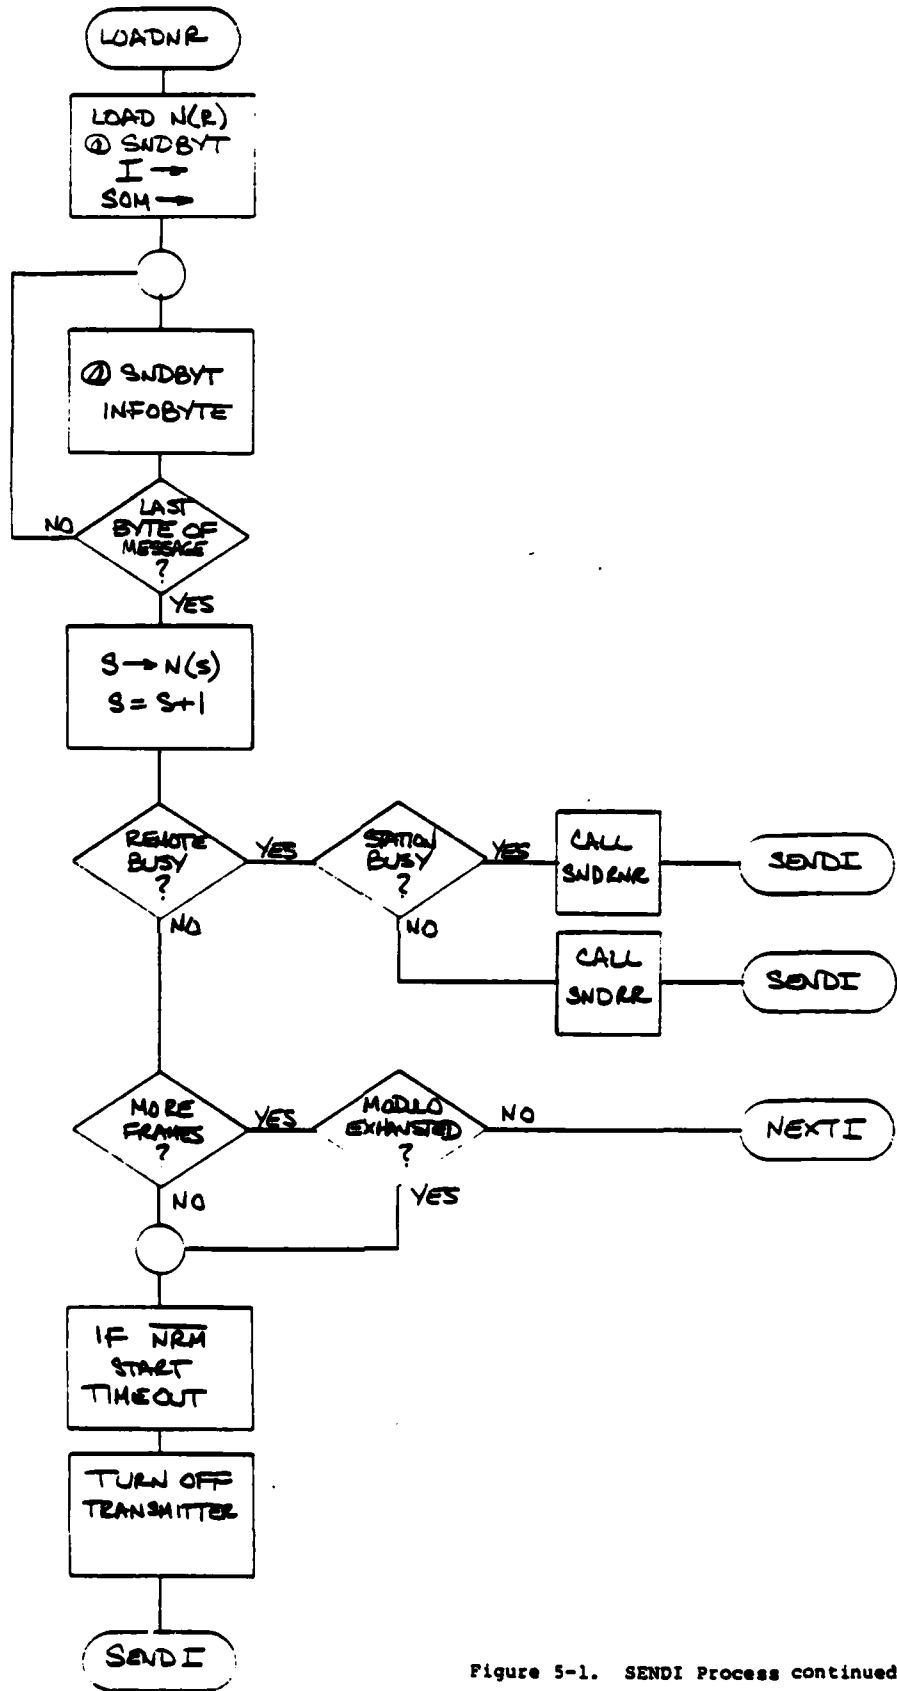 LOADNR
LOAD N(R)
① SNDBYT
I →
SOM →
① SNDBYT
INFOBYTE
LAST
BYTE OF
MESSAGE
?
NO
YES
S → N(S)
S = S+1
REMOTE
BUSY
?
YES
STATION
BUSY
?
YES
CALL
SNDRNR
SENDI
NO
NO
CALL
SNDRR
SENDI
MORE
FRAMES
?
YES
MODULO
EXHAUSTED
?
NO
NEXTI
NO
YES
IF N̅R̅M̅
START
TIMEOUT
TURN OFF
TRANSMITTER
SENDI
Figure 5-1. SENDI Process continued